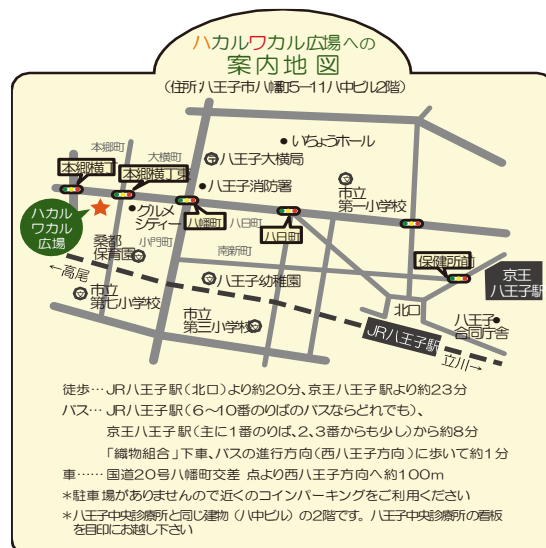 ハカルワカル広場への
案内地図
(住所:八王子市八幡町5-11八中ビル2階)
本郷町
大横町
本郷横丁
本郷横丁東
八王子大横局
いちょうホール
八王子消防署
市立
第一小学校
ハカル
ワカル
広場
グルメ
シティー
八幡町
八日町
八日町
桑都
保育園
小門町
南新町
保健所前
←高尾
八王子幼稚園
京王
八王子駅
市立
第七小学校
北口
市立
第三小学校
JR八王子駅
八王子
合同庁舎
立川→
徒歩…JR八王子駅(北口)より約20分、京王八王子駅より約23分
バス…JR八王子駅(6~10番のりばのバスならどれでも)、
京王八王子駅(主に1番のりば、2、3番からも少し)から約8分
「織物組合」下車、バスの進行方向(西八王子方向)に歩いて約1分
車……国道20号八幡町交差 点より西八王子方向へ約100m
*駐車場がありませんので近くのコインパーキングをご利用ください
*八王子中央診療所と同じ建物(八中ビル)の2階です。八王子中央診療所の看板
を目印にお越し下さい